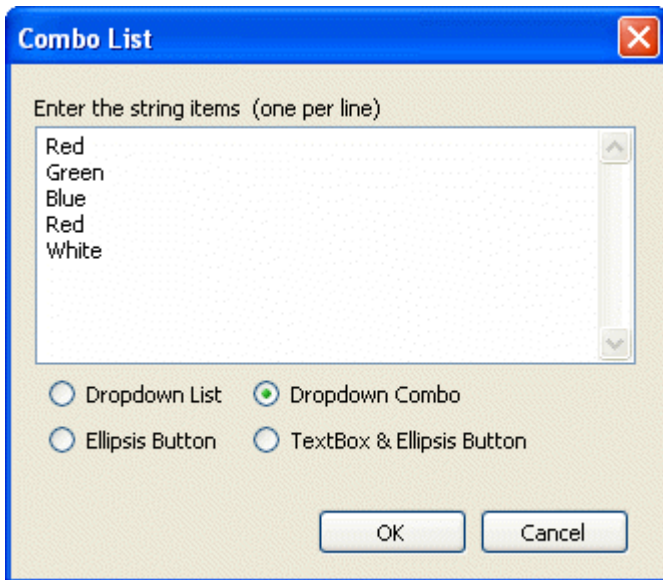 Combo List
Enter the string items (one per line)
Red
Green
Blue
Red
White
Dropdown List
Dropdown Combo
Ellipsis Button
TextBox & Ellipsis Button
OK
Cancel